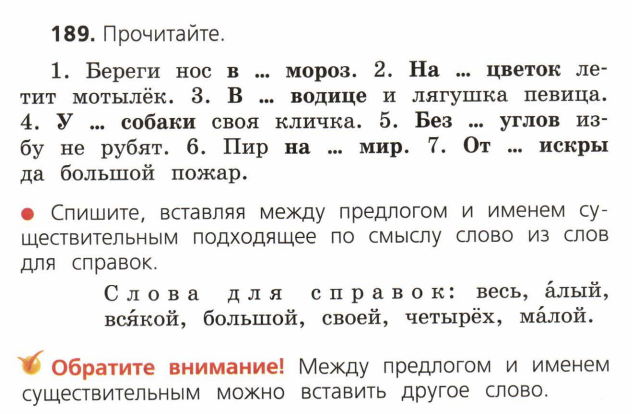 189. Прочитайте.
1. Береги нос в ... мороз. 2. На ... цветок ле-
тит мотылёк. 3. В ... водице и лягушка певица.
4. У ... собаки своя кличка. 5. Без ... углов из-
бу не рубят. 6. Пир на ... мир. 7. От ... искры
да большой пожар.
● Спишите, вставляя между предлогом и именем су-
ществительным подходящее по смыслу слово из слов
для справок.
Слова для справок: весь, а́лый,
вся́кой, большой, своей, четырёх, ма́лой.
Обратите внимание! Между предлогом и именем
существительным можно вставить другое слово.